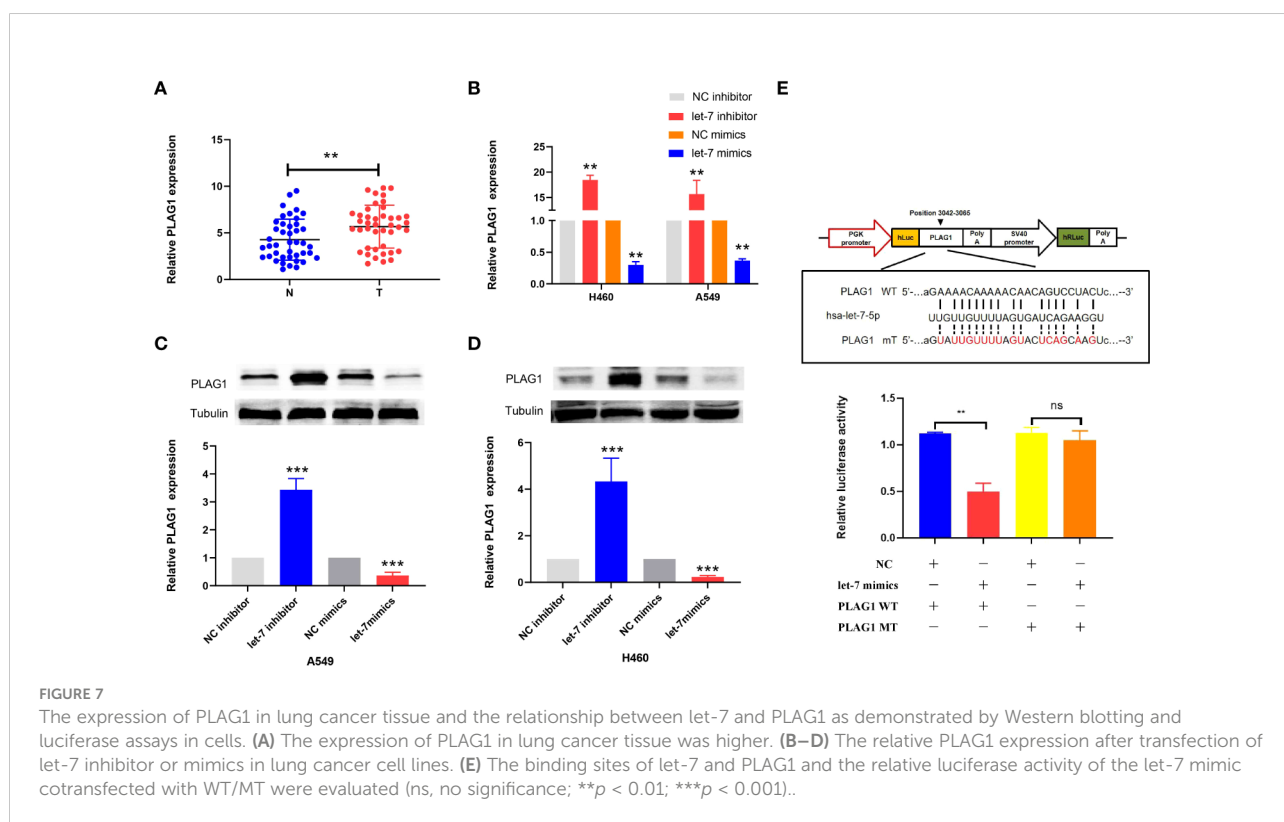 A
Relative PLAG1 expression
15
10
5
0
**
N
T
B
NC inhibitor
let-7 inhibitor
NC mimics
let-7 mimics
Relative PLAG1 expression
25
20
15
10
1.0
0.5
0.0
**
**
**
**
H460
A549
C
PLAG1
Tubulin
Relative PLAG1 expression
5
4
3
2
1
0
***
***
NC inhibitor
let-7 inhibitor
NC mimics
let-7mimics
A549
D
PLAG1
Tubulin
Relative PLAG1 expression
6
4
2
0
***
***
NC inhibitor
let-7 inhibitor
NC mimics
let-7mimics
H460
E
Position 3042-3065
PGK promoter
hLuc
PLAG1
Poly A
SV40 promoter
hRLuc
Poly A
PLAG1 WT 5'-...aGAAAACAAAAACAACAGUCCUACUc...--3'
hsa-let-7-5p UUGUUGUUUUAGUGAUCAGAAGGU
PLAG1 mT 5'-...aGUAUUGUUUUAGUACUCAGCAAGUc...--3'
Relative luciferase activity
1.5
1.0
0.5
0.0
**
ns
NC + − + −
let-7 mimics − + − +
PLAG1 WT + + − −
PLAG1 MT − − + +
FIGURE 7
The expression of PLAG1 in lung cancer tissue and the relationship between let-7 and PLAG1 as demonstrated by Western blotting and
luciferase assays in cells. (A) The expression of PLAG1 in lung cancer tissue was higher. (B–D) The relative PLAG1 expression after transfection of
let-7 inhibitor or mimics in lung cancer cell lines. (E) The binding sites of let-7 and PLAG1 and the relative luciferase activity of the let-7 mimic
cotransfected with WT/MT were evaluated (ns, no significance; **p < 0.01; ***p < 0.001)..